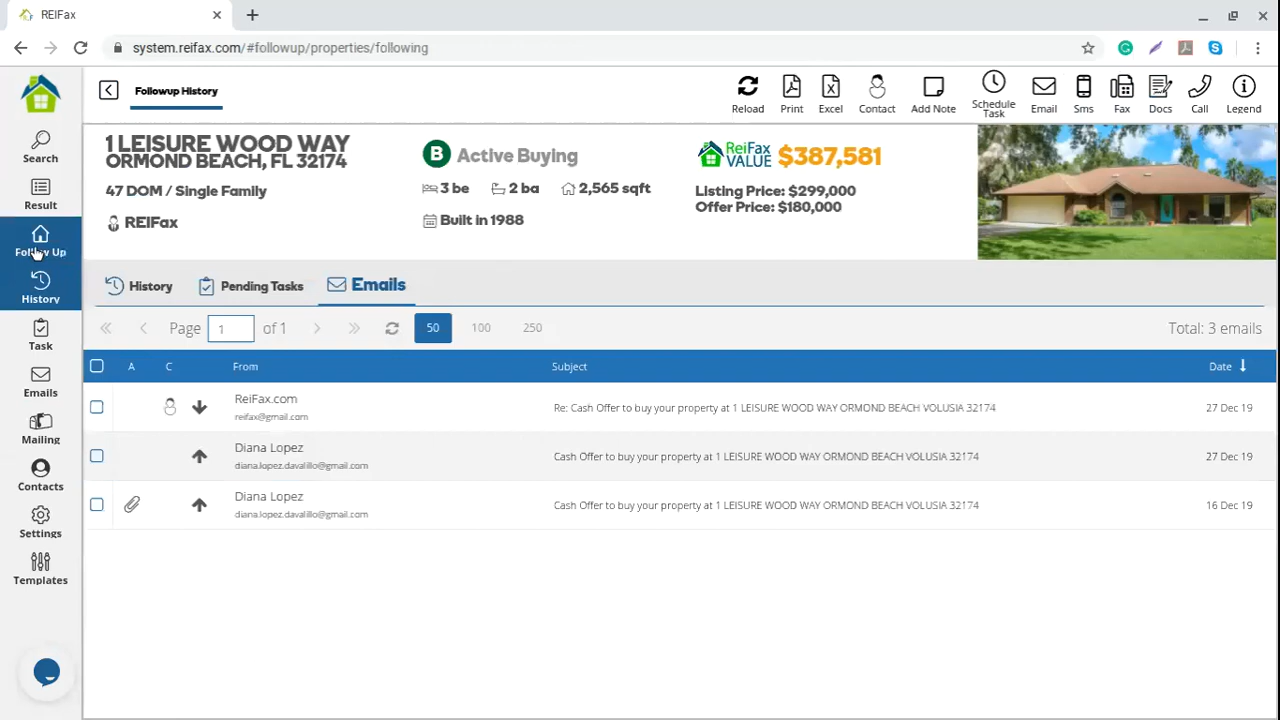 REIFax
system.reifax.com/#followup/properties/following
Followup History
Reload
Print
Excel
Contact
Add Note
Schedule
Task
Email
Sms
Fax
Docs
Call
Legend
Search
Result
Follow Up
History
Task
Emails
Mailing
Contacts
Settings
Templates
1 LEISURE WOOD WAY
ORMOND BEACH, FL 32174
47 DOM / Single Family
REIFax
B Active Buying
3 be 2 ba 2,565 sqft
Built in 1988
ReiFax
VALUE $387,581
Listing Price: $299,000
Offer Price: $180,000
History Pending Tasks Emails
Page 1 of 1 50 100 250 Total: 3 emails
A C From Subject Date
ReiFax.com
reifax@gmail.com
Re: Cash Offer to buy your property at 1 LEISURE WOOD WAY ORMOND BEACH VOLUSIA 32174 27 Dec 19
Diana Lopez
diana.lopez.davalillo@gmail.com
Cash Offer to buy your property at 1 LEISURE WOOD WAY ORMOND BEACH VOLUSIA 32174 27 Dec 19
Diana Lopez
diana.lopez.davalillo@gmail.com
Cash Offer to buy your property at 1 LEISURE WOOD WAY ORMOND BEACH VOLUSIA 32174 16 Dec 19